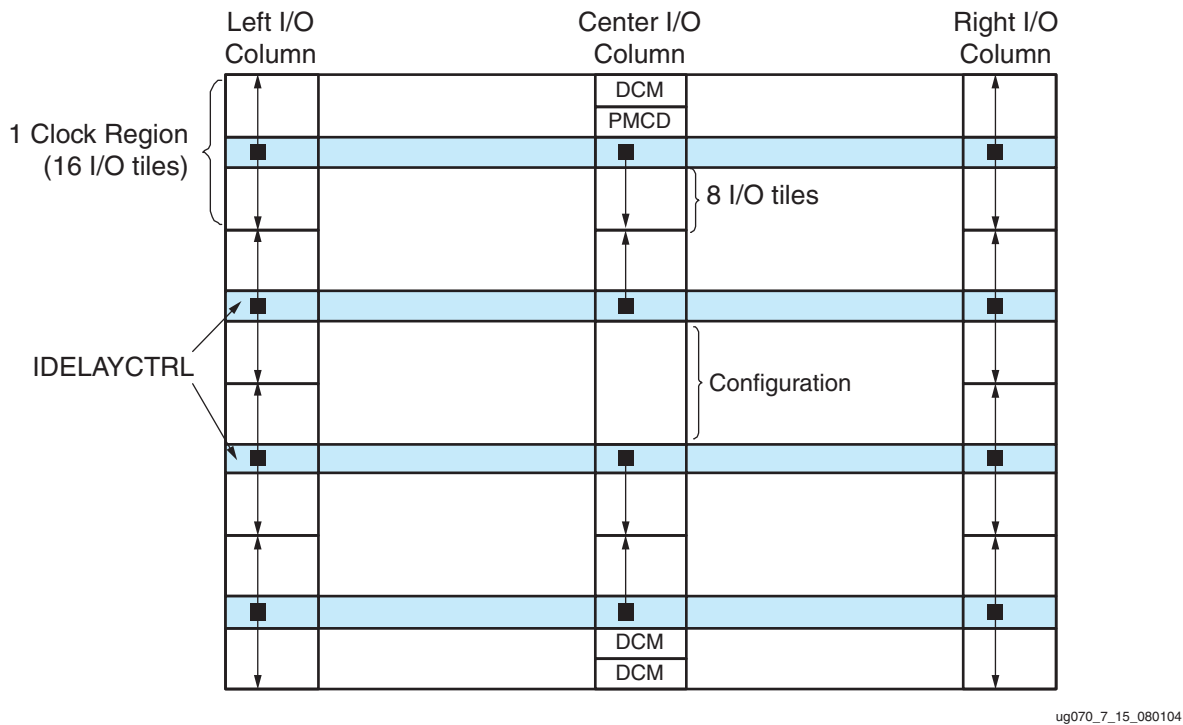 Left I/O
Column
Center I/O
Column
Right I/O
Column
DCM
PMCD
1 Clock Region
(16 I/O tiles)
8 I/O tiles
IDELAYCTRL
Configuration
DCM
DCM
ug070_7_15_080104